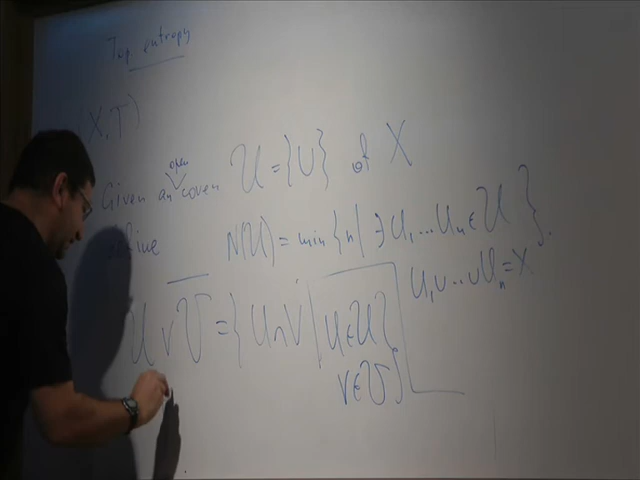 Top. entropy
(X,T)
Given an open cover 𝒰 = {U} of X
define N(𝒰) = min {n | ∃ U₁ ... Uₙ ∈ 𝒰 }.
U₁ ∪ ... ∪ Uₙ = X
𝒰 ∨ 𝒱 = {U ∩ V | U ∈ 𝒰,
V ∈ 𝒱}